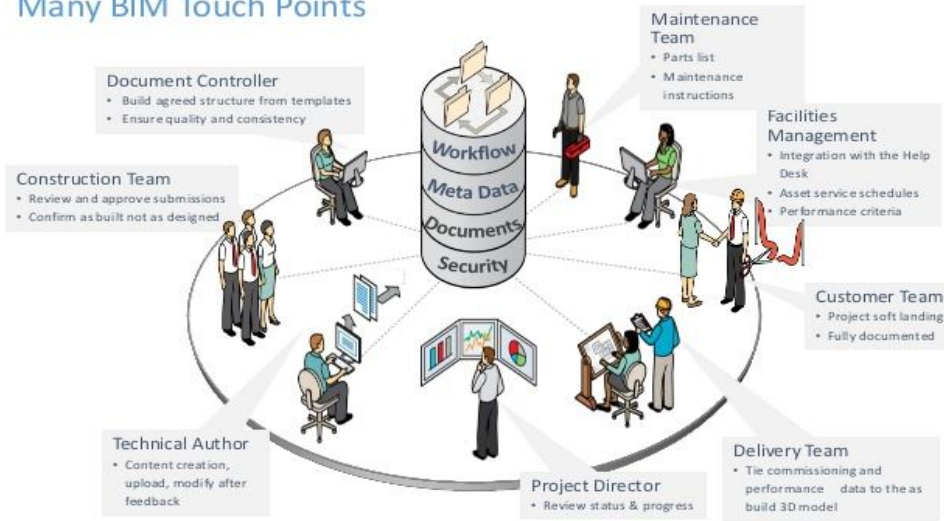 Many BIM Touch Points
Maintenance
Team
• Parts list
• Maintenance
instructions
Document Controller
• Build agreed structure from templates
• Ensure quality and consistency
Facilities
Management
• Integration with the Help
Desk
• Asset service schedules
• Performance criteria
Construction Team
• Review and approve submissions
• Confirm as built not as designed
Workflow
Meta Data
Documents
Security
Customer Team
• Project soft landing
• Fully documented
Technical Author
• Content creation,
upload, modify after
feedback
Project Director
• Review status & progress
Delivery Team
• Tie commissioning and
performance data to the as
build 3D model